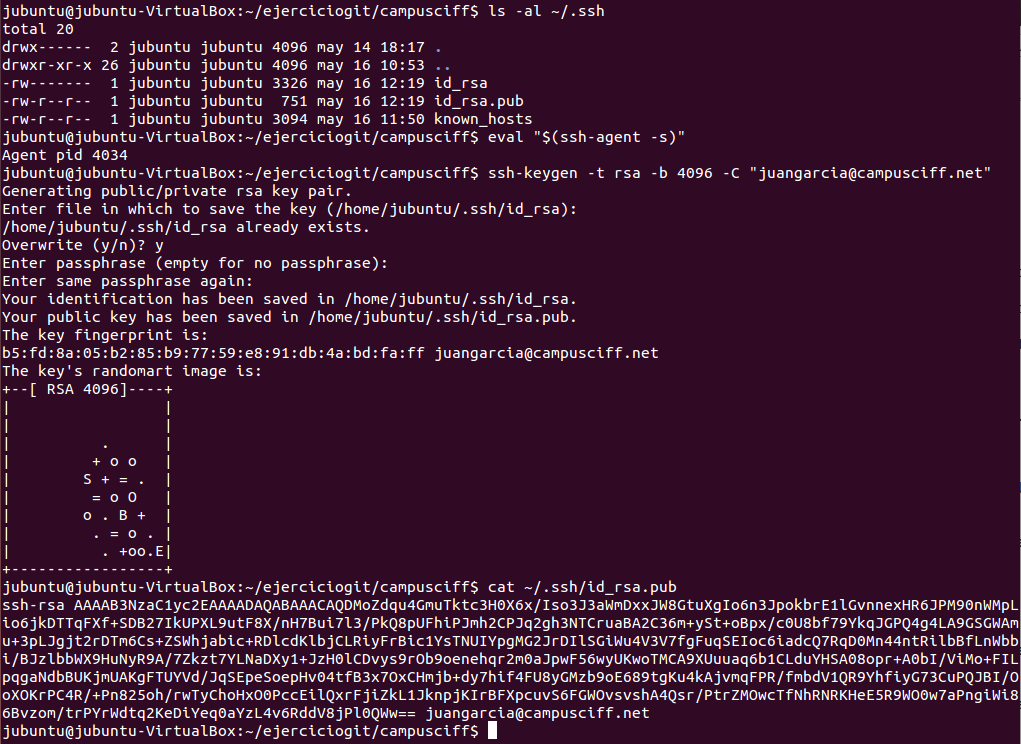 jubuntu@jubuntu-VirtualBox:~/ejerciciogit/campusciff$ ls -al ~/.ssh
total 20
drwx------  2 jubuntu jubuntu 4096 may 14 18:17 .
drwxr-xr-x 26 jubuntu jubuntu 4096 may 16 10:53 ..
-rw-------  1 jubuntu jubuntu 3326 may 16 12:19 id_rsa
-rw-r--r--  1 jubuntu jubuntu  751 may 16 12:19 id_rsa.pub
-rw-r--r--  1 jubuntu jubuntu 3094 may 16 11:50 known_hosts
jubuntu@jubuntu-VirtualBox:~/ejerciciogit/campusciff$ eval "$(ssh-agent -s)"
Agent pid 4034
jubuntu@jubuntu-VirtualBox:~/ejerciciogit/campusciff$ ssh-keygen -t rsa -b 4096 -C "juangarcia@campusciff.net"
Generating public/private rsa key pair.
Enter file in which to save the key (/home/jubuntu/.ssh/id_rsa):
/home/jubuntu/.ssh/id_rsa already exists.
Overwrite (y/n)? y
Enter passphrase (empty for no passphrase):
Enter same passphrase again:
Your identification has been saved in /home/jubuntu/.ssh/id_rsa.
Your public key has been saved in /home/jubuntu/.ssh/id_rsa.pub.
The key fingerprint is:
b5:fd:8a:05:b2:85:b9:77:59:e8:91:db:4a:bd:fa:ff juangarcia@campusciff.net
The key's randomart image is:
+--[ RSA 4096]----+
|                 |
|                 |
|          .      |
|         + o o   |
|        S + = .  |
|         = o O   |
|        o . B +  |
|         . = o . |
|          . +oo.E|
+-----------------+
jubuntu@jubuntu-VirtualBox:~/ejerciciogit/campusciff$ cat ~/.ssh/id_rsa.pub
ssh-rsa AAAAB3NzaC1yc2EAAAADAQABAAACAQDMoZdqu4GmuTktc3H0X6x/Iso3J3aWmDxxJW8GtuXgIo6n3JpokbrE1lGvnnexHR6JPM90nWMpL
io6jkDTTqFXf+SDB27IkUPXL9utF8X/nH7Bui7l3/PkQ8pUFhiPJmh2CPJq2gh3NTCruaBA2C36m+ySt+oBpx/c0U8bf79YkqJGPQ4g4LA9GSGWAm
u+3pLJgjt2rDTm6Cs+ZSWhjabic+RDlcdKlbjCLRiyFrBic1YsTNUIYpgMG2JrDIlSGiWu4V3V7fgFuqSEIoc6iadcQ7RqD0Mn44ntRilbBfLnWbb
i/BJzlbbWX9HuNyR9A/7Zkzt7YLNaDXy1+JzH0lCDvys9rOb9oenehqr2m0aJpwF56wyUKwoTMCA9XUuuaq6b1CLduYHSA08opr+A0bI/ViMo+FIL
pqgaNdbBUKjmUAKgFTUYVd/JqSEpeSoepHv04tfB3x7OxCHmjb+dy7hif4FU8yGMzb9oE689tgKu4kAjvmqFPR/fmbdV1QR9YhfiyG73CuPQJBI/O
oXOKrPC4R/+Pn825oh/rwTyChoHxO0PccEilQxrFjiZkL1JknpjKIrBFXpcuvS6FGWOvsvshA4Qsr/PtrZMOwcTfNhRNRKHeE5R9WO0w7aPngiWi8
6Bvzom/trPYrWdtq2KeDiYeq0aYzL4v6RddV8jPl0QWw== juangarcia@campusciff.net
jubuntu@jubuntu-VirtualBox:~/ejerciciogit/campusciff$